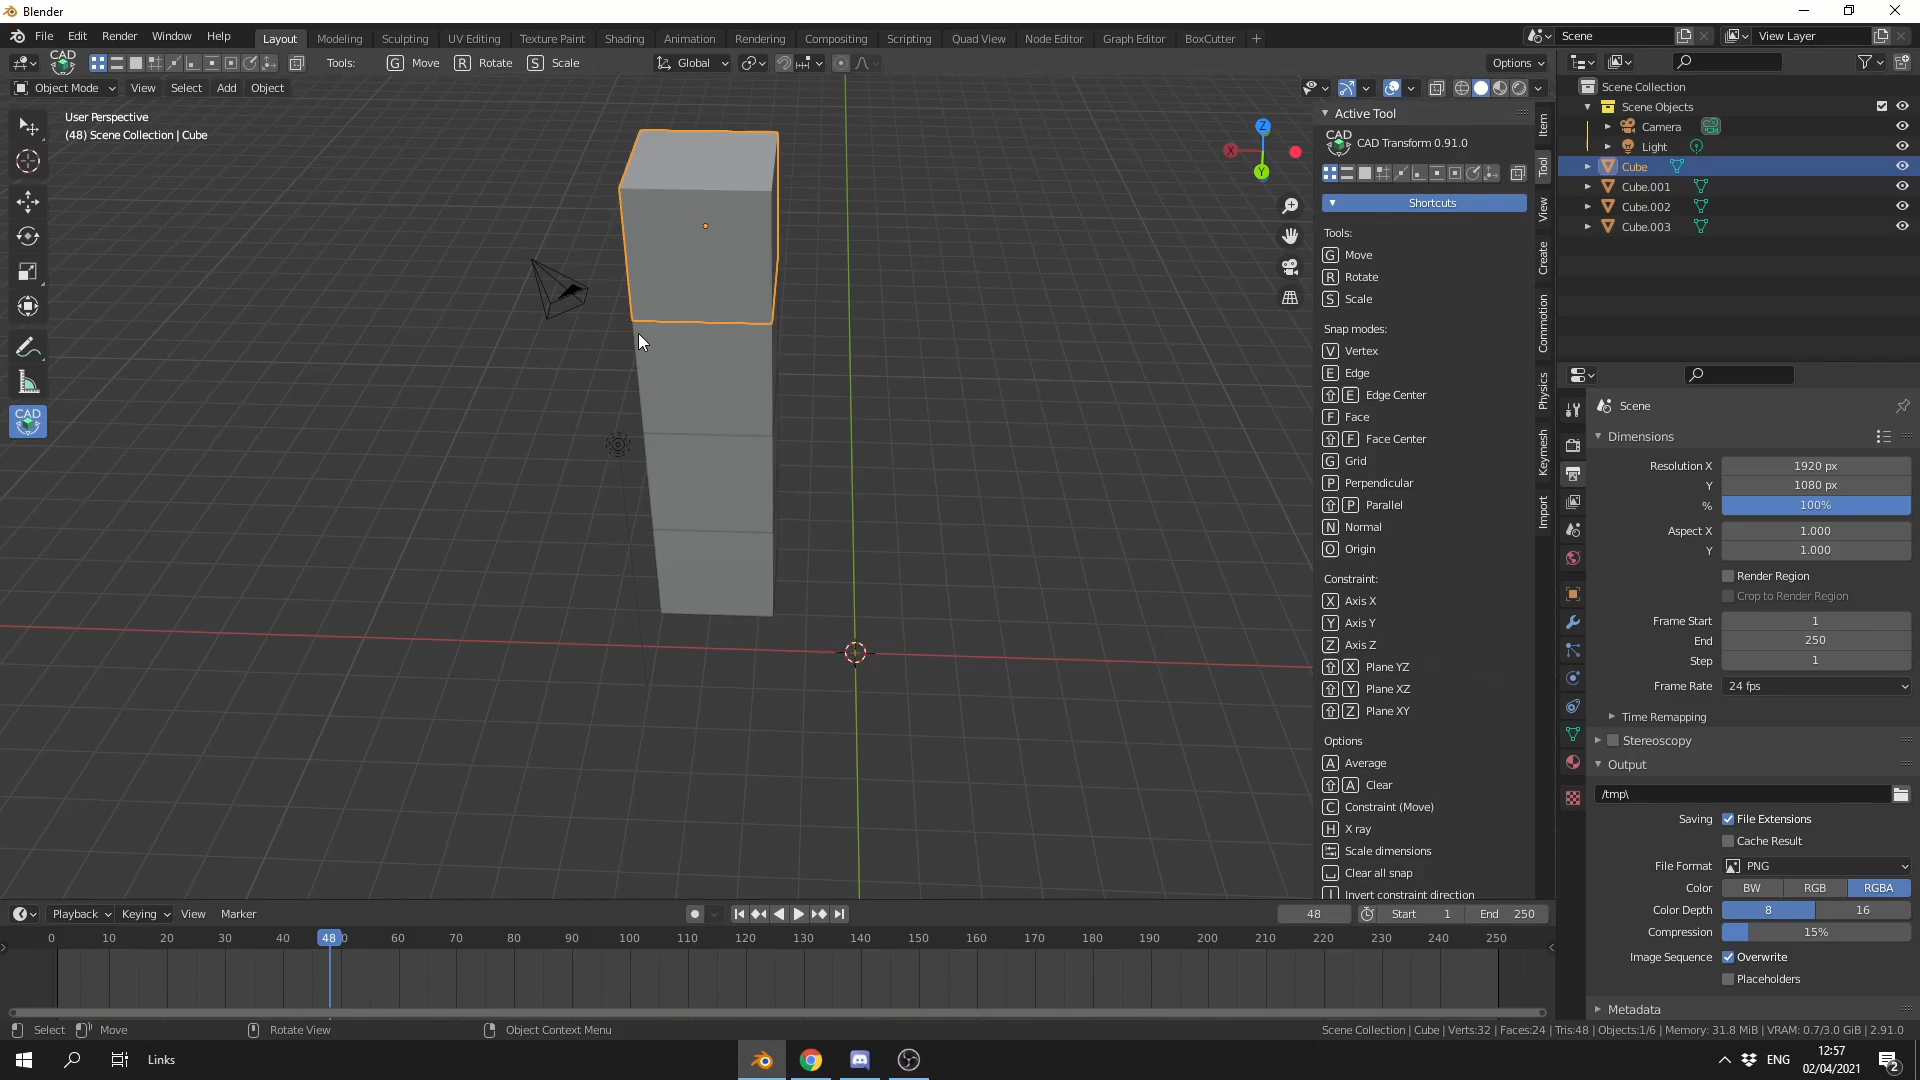 Blender
File Edit Render Window Help
Layout Modeling Sculpting UV Editing Texture Paint Shading Animation Rendering Compositing Scripting Quad View Node Editor Graph Editor BoxCutter +
Scene
View Layer
CAD
Tools: G Move R Rotate S Scale
Global
Options
Object Mode View Select Add Object
User Perspective
(48) Scene Collection | Cube
Z
X
Y
CAD
Active Tool
CAD
CAD Transform 0.91.0
Shortcuts
Tools:
G Move
R Rotate
S Scale
Snap modes:
V Vertex
E Edge
E Edge Center
F Face
F Face Center
G Grid
P Perpendicular
P Parallel
N Normal
O Origin
Constraint:
X Axis X
Y Axis Y
Z Axis Z
X Plane YZ
Y Plane XZ
Z Plane XY
Options
A Average
A Clear
C Constraint (Move)
H X ray
Scale dimensions
Clear all snap
Invert constraint direction
Item
Tool
View
Create
Commotion
Physics
Keymesh
Import
Scene Collection
Scene Objects
Camera
Light
Cube
Cube.001
Cube.002
Cube.003
Scene
Dimensions
Resolution X 1920 px
Y 1080 px
% 100%
Aspect X 1.000
Y 1.000
Render Region
Crop to Render Region
Frame Start 1
End 250
Step 1
Frame Rate 24 fps
Time Remapping
Stereoscopy
Output
/tmp\
Saving File Extensions
Cache Result
File Format PNG
Color BW RGB RGBA
Color Depth 8 16
Compression 15%
Image Sequence Overwrite
Placeholders
Metadata
Playback Keying View Marker
48 Start 1 End 250
0 10 20 30 40 48 60 70 80 90 100 110 120 130 140 150 160 170 180 190 200 210 220 230 240 250
Select Move Rotate View Object Context Menu
Scene Collection | Cube | Verts:32 | Faces:24 | Tris:48 | Objects:1/6 | Memory: 31.8 MiB | VRAM: 0.7/3.0 GiB | 2.91.0
Links
ENG
12:57
02/04/2021
2